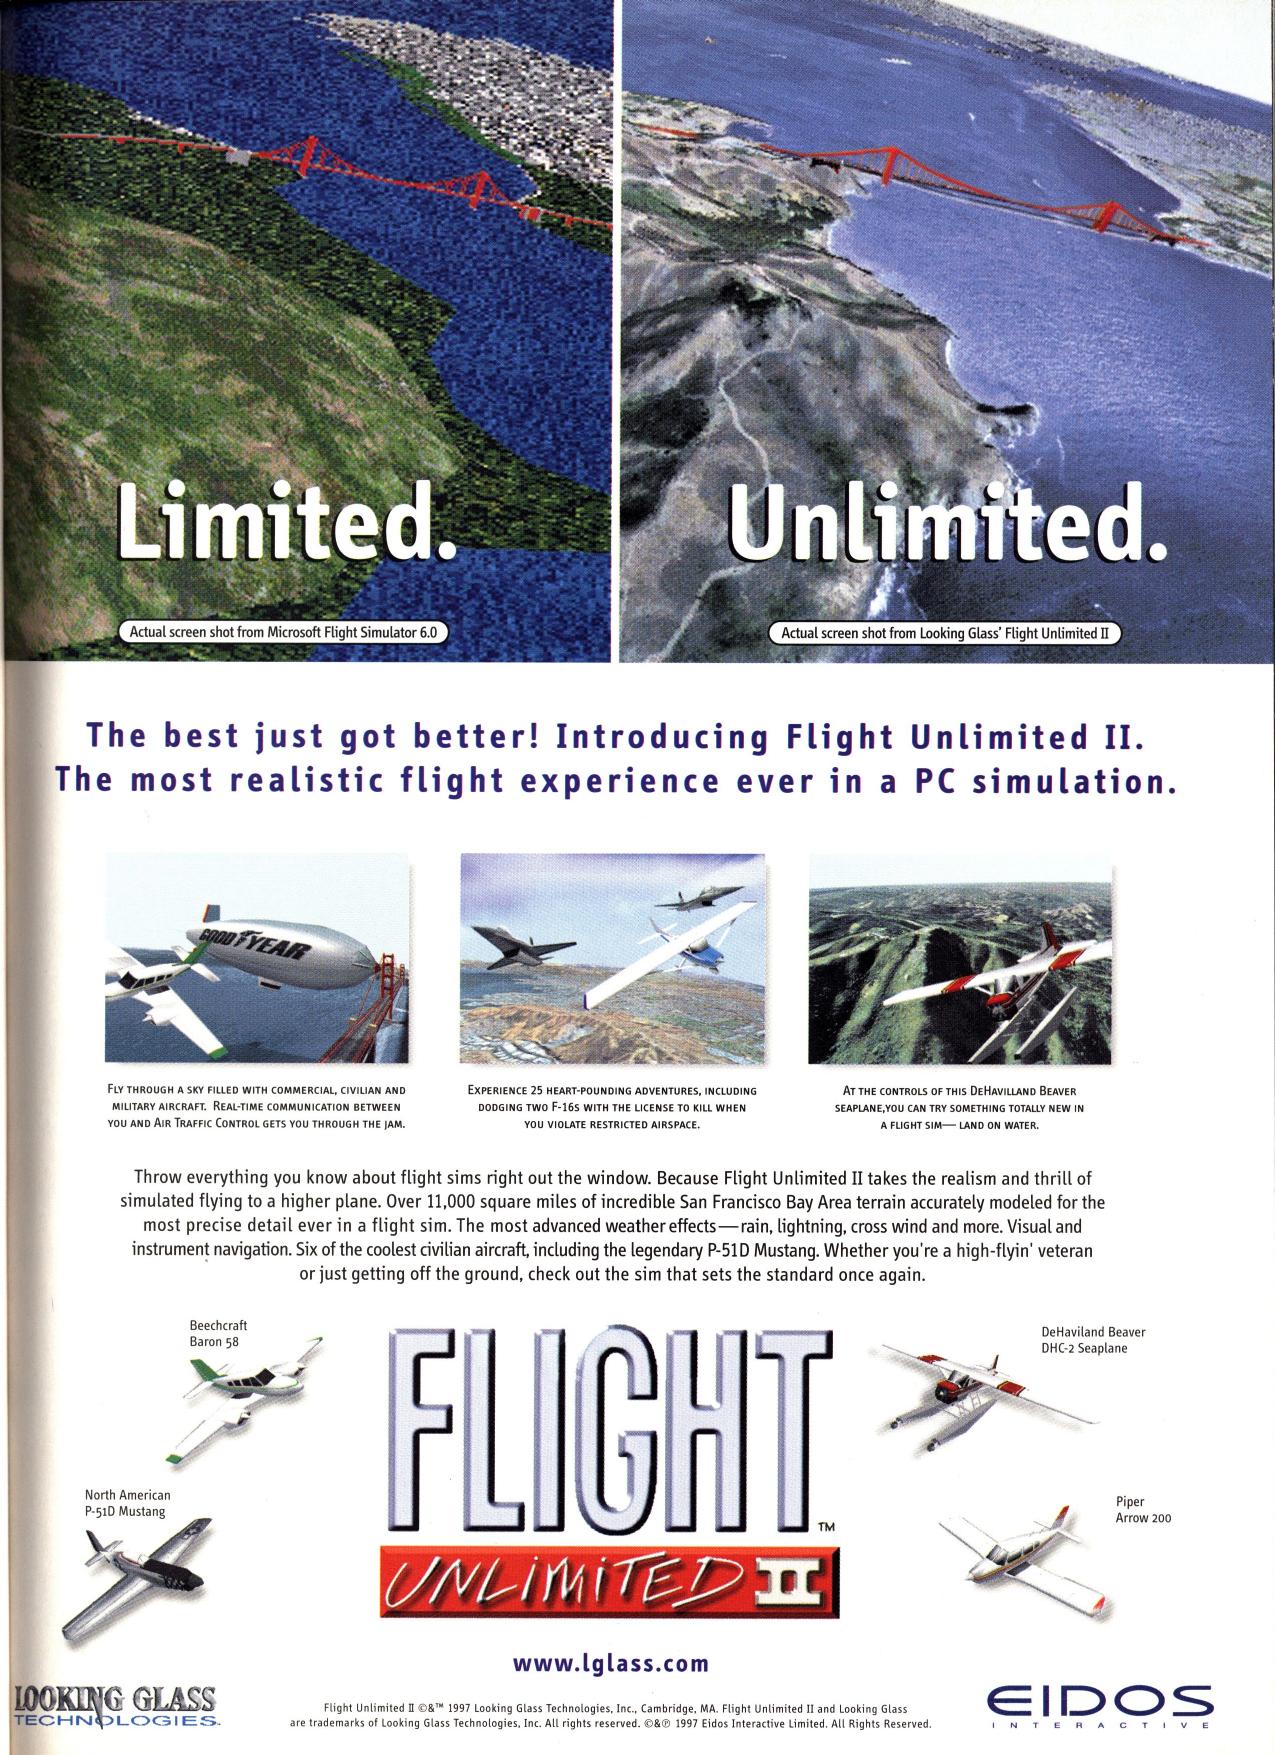 Limited.
Unlimited.
Actual screen shot from Microsoft Flight Simulator 6.0
Actual screen shot from Looking Glass' Flight Unlimited II
The best just got better! Introducing Flight Unlimited II.
The most realistic flight experience ever in a PC simulation.
GOOD YEAR
FLY THROUGH A SKY FILLED WITH COMMERCIAL, CIVILIAN AND
MILITARY AIRCRAFT. REAL-TIME COMMUNICATION BETWEEN
YOU AND AIR TRAFFIC CONTROL GETS YOU THROUGH THE JAM.
EXPERIENCE 25 HEART-POUNDING ADVENTURES, INCLUDING
DODGING TWO F-16S WITH THE LICENSE TO KILL WHEN
YOU VIOLATE RESTRICTED AIRSPACE.
AT THE CONTROLS OF THIS DEHAVILLAND BEAVER
SEAPLANE,YOU CAN TRY SOMETHING TOTALLY NEW IN
A FLIGHT SIM— LAND ON WATER.
Throw everything you know about flight sims right out the window. Because Flight Unlimited II takes the realism and thrill of
simulated flying to a higher plane. Over 11,000 square miles of incredible San Francisco Bay Area terrain accurately modeled for the
most precise detail ever in a flight sim. The most advanced weather effects—rain, lightning, cross wind and more. Visual and
instrument navigation. Six of the coolest civilian aircraft, including the legendary P-51D Mustang. Whether you're a high-flyin' veteran
or just getting off the ground, check out the sim that sets the standard once again.
Beechcraft
Baron 58
DeHaviland Beaver
DHC-2 Seaplane
FLIGHT™
North American
P-51D Mustang
Piper
Arrow 200
UNLIMITED II
www.lglass.com
LOOKING GLASS
TECHNOLOGIES
Flight Unlimited II ©&™ 1997 Looking Glass Technologies, Inc., Cambridge, MA. Flight Unlimited II and Looking Glass
are trademarks of Looking Glass Technologies, Inc. All rights reserved. ©&℗ 1997 Eidos Interactive Limited. All Rights Reserved.
EIDOS
INTERACTIVE